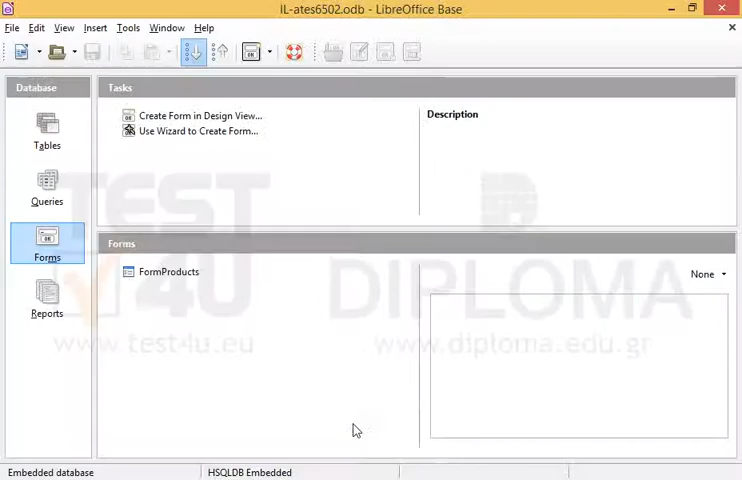 IL-ates6502.odb - LibreOffice Base
File Edit View Insert Tools Window Help
Database
Tables
Queries
Forms
Reports
Tasks
Create Form in Design View...
Use Wizard to Create Form...
Description
Forms
FormProducts
None
TEST
4U
DIPLOMA
www.test4u.eu
www.diploma.edu.gr
Embedded database
HSQLDB Embedded